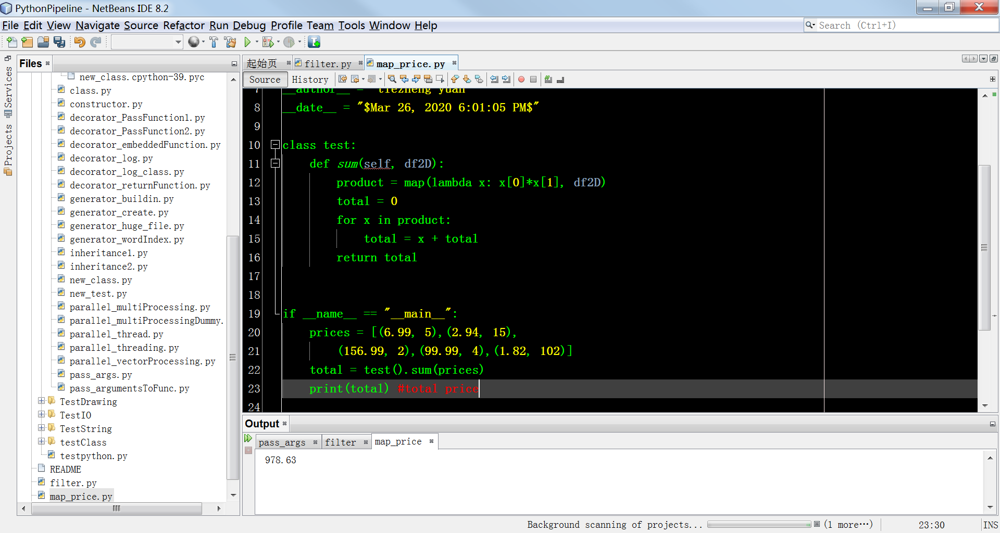 PythonPipeline - NetBeans IDE 8.2
File Edit View Navigate Source Refactor Run Debug Profile Team Tools Window Help
Search (Ctrl+I)
Services
Projects
Files
new_class.cpython-39.pyc
class.py
constructor.py
decorator_PassFunction1.py
decorator_PassFunction2.py
decorator_embeddedFunction.py
decorator_log.py
decorator_log_class.py
decorator_returnFunction.py
generator_buildin.py
generator_create.py
generator_huge_file.py
generator_wordIndex.py
inheritance1.py
inheritance2.py
new_class.py
new_test.py
parallel_multiProcessing.py
parallel_multiProcessingDummy.
parallel_thread.py
parallel_threading.py
parallel_vectorProcessing.py
pass_args.py
pass_argumentsToFunc.py
TestDrawing
TestIO
TestString
testClass
testpython.py
README
filter.py
map_price.py
起始页 filter.py map_price.py
Source History
7 __author__ = "tiezheng yuan"
8 __date__ = "$Mar 26, 2020 6:01:05 PM$"
9
10 class test:
11 def sum(self, df2D):
12 product = map(lambda x: x[0]*x[1], df2D)
13 total = 0
14 for x in product:
15 total = x + total
16 return total
17
18
19 if __name__ == "__main__":
20 prices = [(6.99, 5),(2.94, 15),
21 (156.99, 2),(99.99, 4),(1.82, 102)]
22 total = test().sum(prices)
23 print(total) #total price
24
Output
pass_args filter map_price
978.63
Background scanning of projects... (1 more…) 23:30 INS